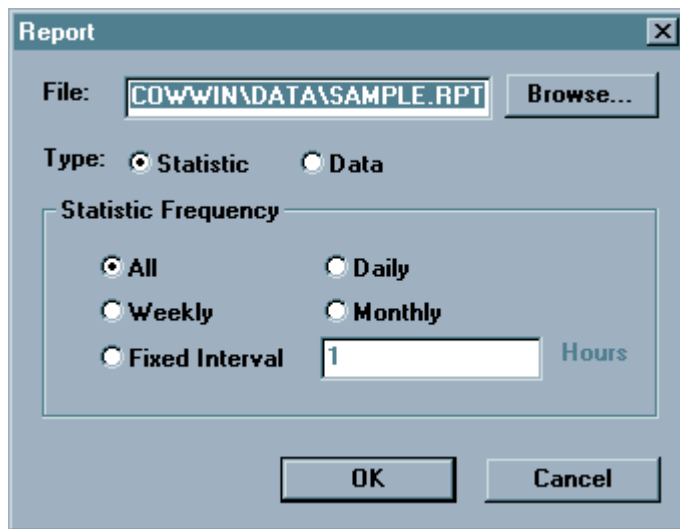 Report
File: COWWIN\DATA\SAMPLE.RPT Browse...
Type: Statistic Data
Statistic Frequency
All Daily
Weekly Monthly
Fixed Interval 1 Hours
OK Cancel